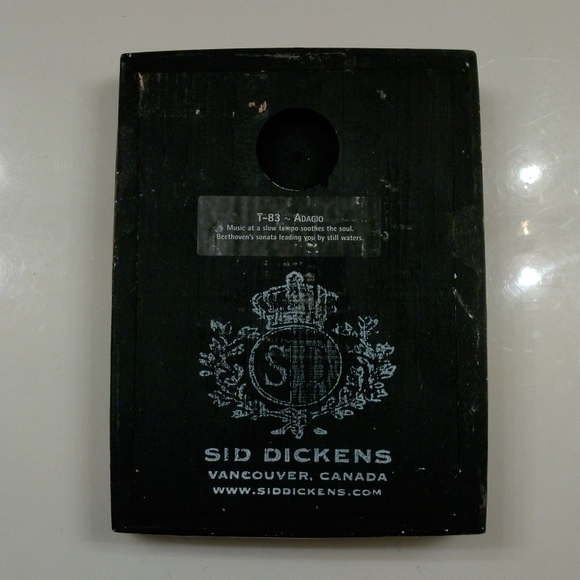 T-83 ~ Adagio
Music at a slow tempo soothes the soul.
Beethoven's sonata leading you by still waters.
SID
SID DICKENS
VANCOUVER, CANADA
WWW.SIDDICKENS.COM